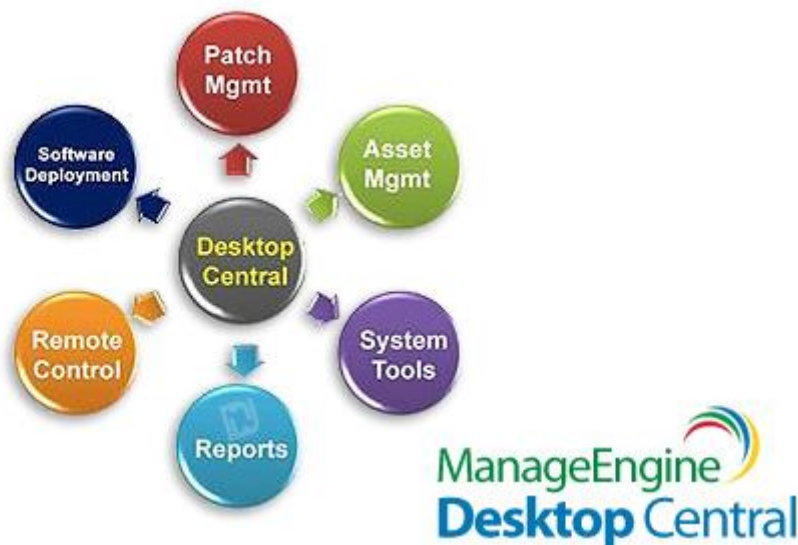 Patch
Mgmt
Software
Deployment
Asset
Mgmt
Desktop
Central
Remote
Control
System
Tools
Reports
ManageEngine
Desktop Central